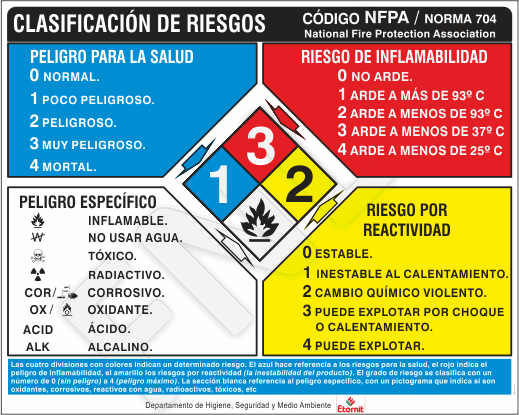 CLASIFICACIÓN DE RIESGOS
CÓDIGO NFPA / NORMA 704
National Fire Protection Association
PELIGRO PARA LA SALUD
0 NORMAL.
1 POCO PELIGROSO.
2 PELIGROSO.
3 MUY PELIGROSO.
4 MORTAL.
RIESGO DE INFLAMABILIDAD
0 NO ARDE.
1 ARDE A MÁS DE 93º C
2 ARDE A MENOS DE 93º C
3 ARDE A MENOS DE 37º C
4 ARDE A MENOS DE 25º C
3
1
2
PELIGRO ESPECÍFICO
INFLAMABLE.
W NO USAR AGUA.
TÓXICO.
RADIACTIVO.
COR/ CORROSIVO.
OX / OXIDANTE.
ACID ÁCIDO.
ALK ALCALINO.
RIESGO POR
REACTIVIDAD
0 ESTABLE.
1 INESTABLE AL CALENTAMIENTO.
2 CAMBIO QUÍMICO VIOLENTO.
3 PUEDE EXPLOTAR POR CHOQUE
O CALENTAMIENTO.
4 PUEDE EXPLOTAR.
Las cuatro divisiones con colores indican un determinado riesgo. El azul hace referencia a los riesgos para la salud, el rojo indica el
peligro de inflamabilidad, el amarillo los riesgos por reactividad (la inestabilidad del producto). El grado de riesgo se clasifica con un
número de 0 (sin peligro) a 4 (peligro máximo). La sección blanca referencia al peligro específico, con un pictograma que indica si son
oxidantes, corrosivos, reactivos con agua, radioactivos, tóxicos, etc
Departamento de Higiene, Seguridad y Medio Ambiente
Eternit